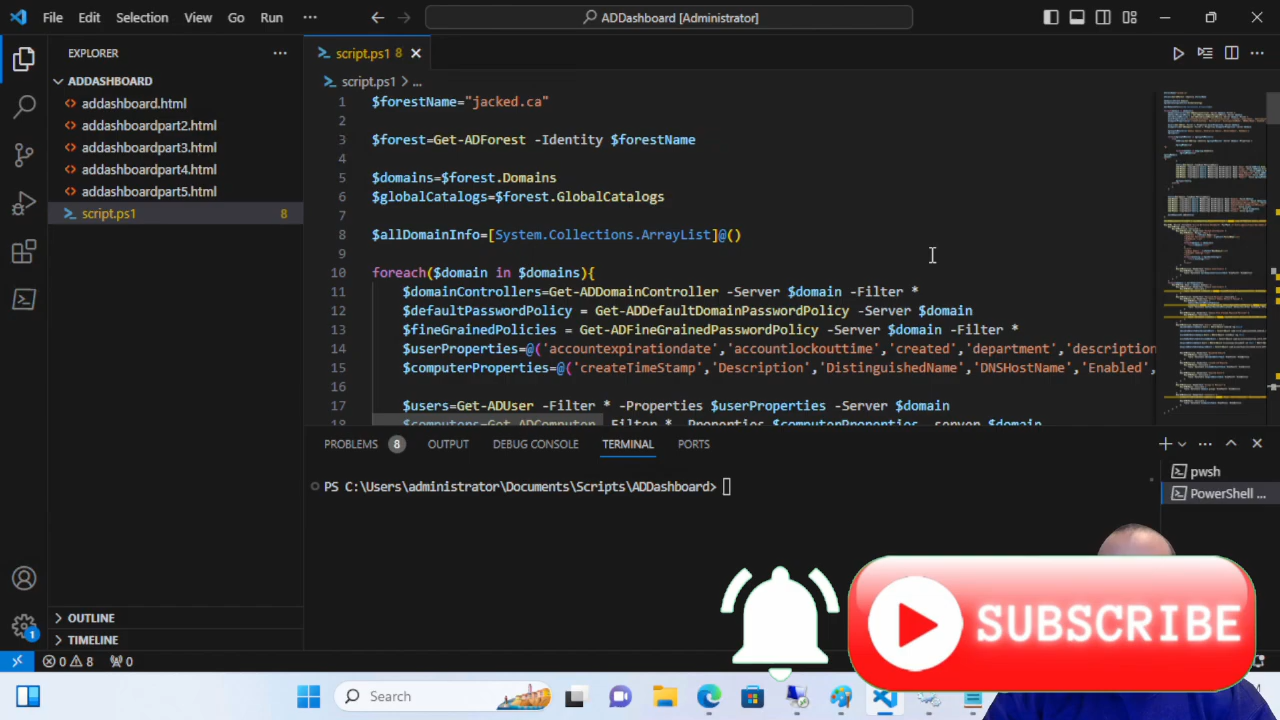 File Edit Selection View Go Run ··· ADDashboard [Administrator]
EXPLORER ···
ADDASHBOARD
addashboard.html
addashboardpart2.html
addashboardpart3.html
addashboardpart4.html
addashboardpart5.html
script.ps1 8
OUTLINE
TIMELINE
script.ps1 8
script.ps1 > ...
1 $forestName="jacked.ca"
2
3 $forest=Get-ADForest -Identity $forestName
4
5 $domains=$forest.Domains
6 $globalCatalogs=$forest.GlobalCatalogs
7
8 $allDomainInfo=[System.Collections.ArrayList]@()
9
10 foreach($domain in $domains){
11 $domainControllers=Get-ADDomainController -Server $domain -Filter *
12 $defaultPasswordPolicy = Get-ADDefaultDomainPasswordPolicy -Server $domain
13 $fineGrainedPolicies = Get-ADFineGrainedPasswordPolicy -Server $domain -Filter *
14 $userProperties=@('accountexpirationdate','accountlockouttime','created','department','description
15 $computerProperties=@('createTimeStamp','Description','DistinguishedName','DNSHostName','Enabled',
16
17 $users=Get-ADUser -Filter * -Properties $userProperties -Server $domain
18 $computers=Get-ADComputer -Filter * -Properties $computerProperties -server $domain
PROBLEMS 8 OUTPUT DEBUG CONSOLE TERMINAL PORTS
PS C:\Users\administrator\Documents\Scripts\ADDashboard>
pwsh
PowerShell ...
SUBSCRIBE
1
0 8 0
Search